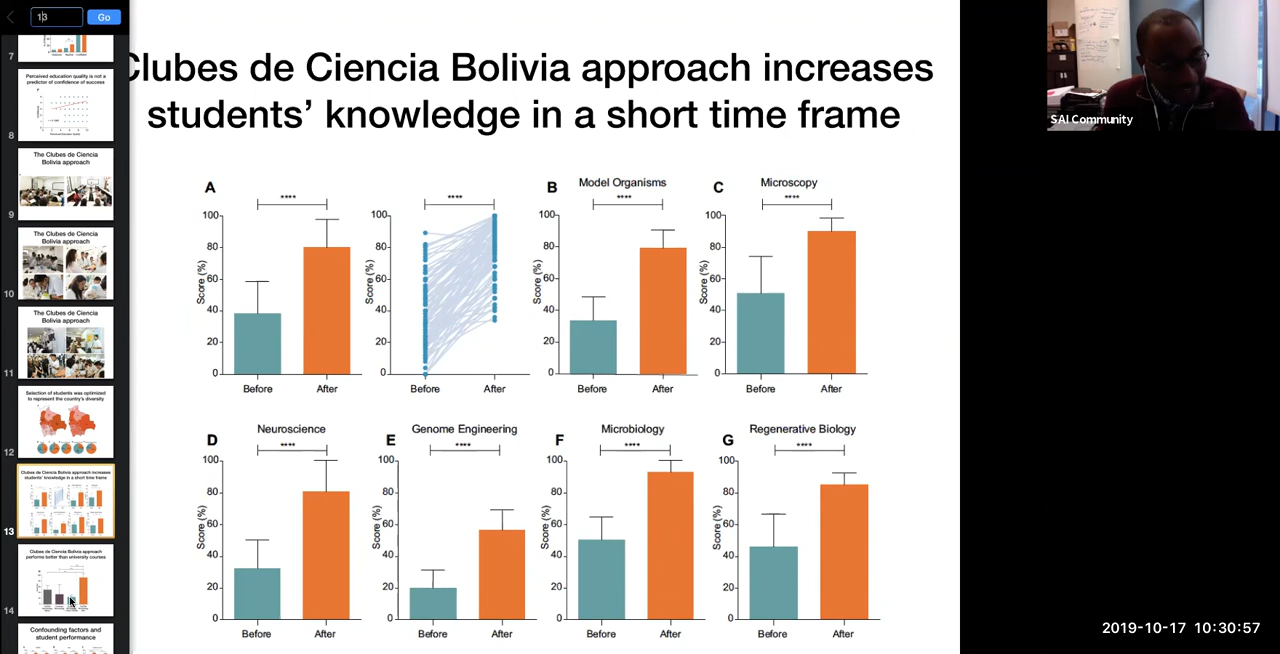 13
Go
7
Perceived education quality is not a
predictor of confidence of success
8
The Clubes de Ciencia
Bolivia approach
9
The Clubes de Ciencia
Bolivia approach
10
The Clubes de Ciencia
Bolivia approach
11
Selection of students was optimized
to represent the country's diversity
12
Clubes de Ciencia Bolivia approach increases
students' knowledge in a short time frame
13
Clubes de Ciencia Bolivia approach
performs better than university courses
14
Confounding factors and
student performance
Clubes de Ciencia Bolivia approach increases
students' knowledge in a short time frame
A
****
100
80
60
40
20
0
Score (%)
Before
After
****
100
80
60
40
20
0
Score (%)
Before
After
B
Model Organisms
****
100
80
60
40
20
0
Score (%)
Before
After
C
Microscopy
****
100
80
60
40
20
0
Score (%)
Before
After
D
Neuroscience
****
100
80
60
40
20
0
Score (%)
Before
After
E
Genome Engineering
****
100
80
60
40
20
0
Score (%)
Before
After
F
Microbiology
****
100
80
60
40
20
0
Score (%)
Before
After
G
Regenerative Biology
****
100
80
60
40
20
0
Score (%)
Before
After
SAI Community
2019-10-17 10:30:57